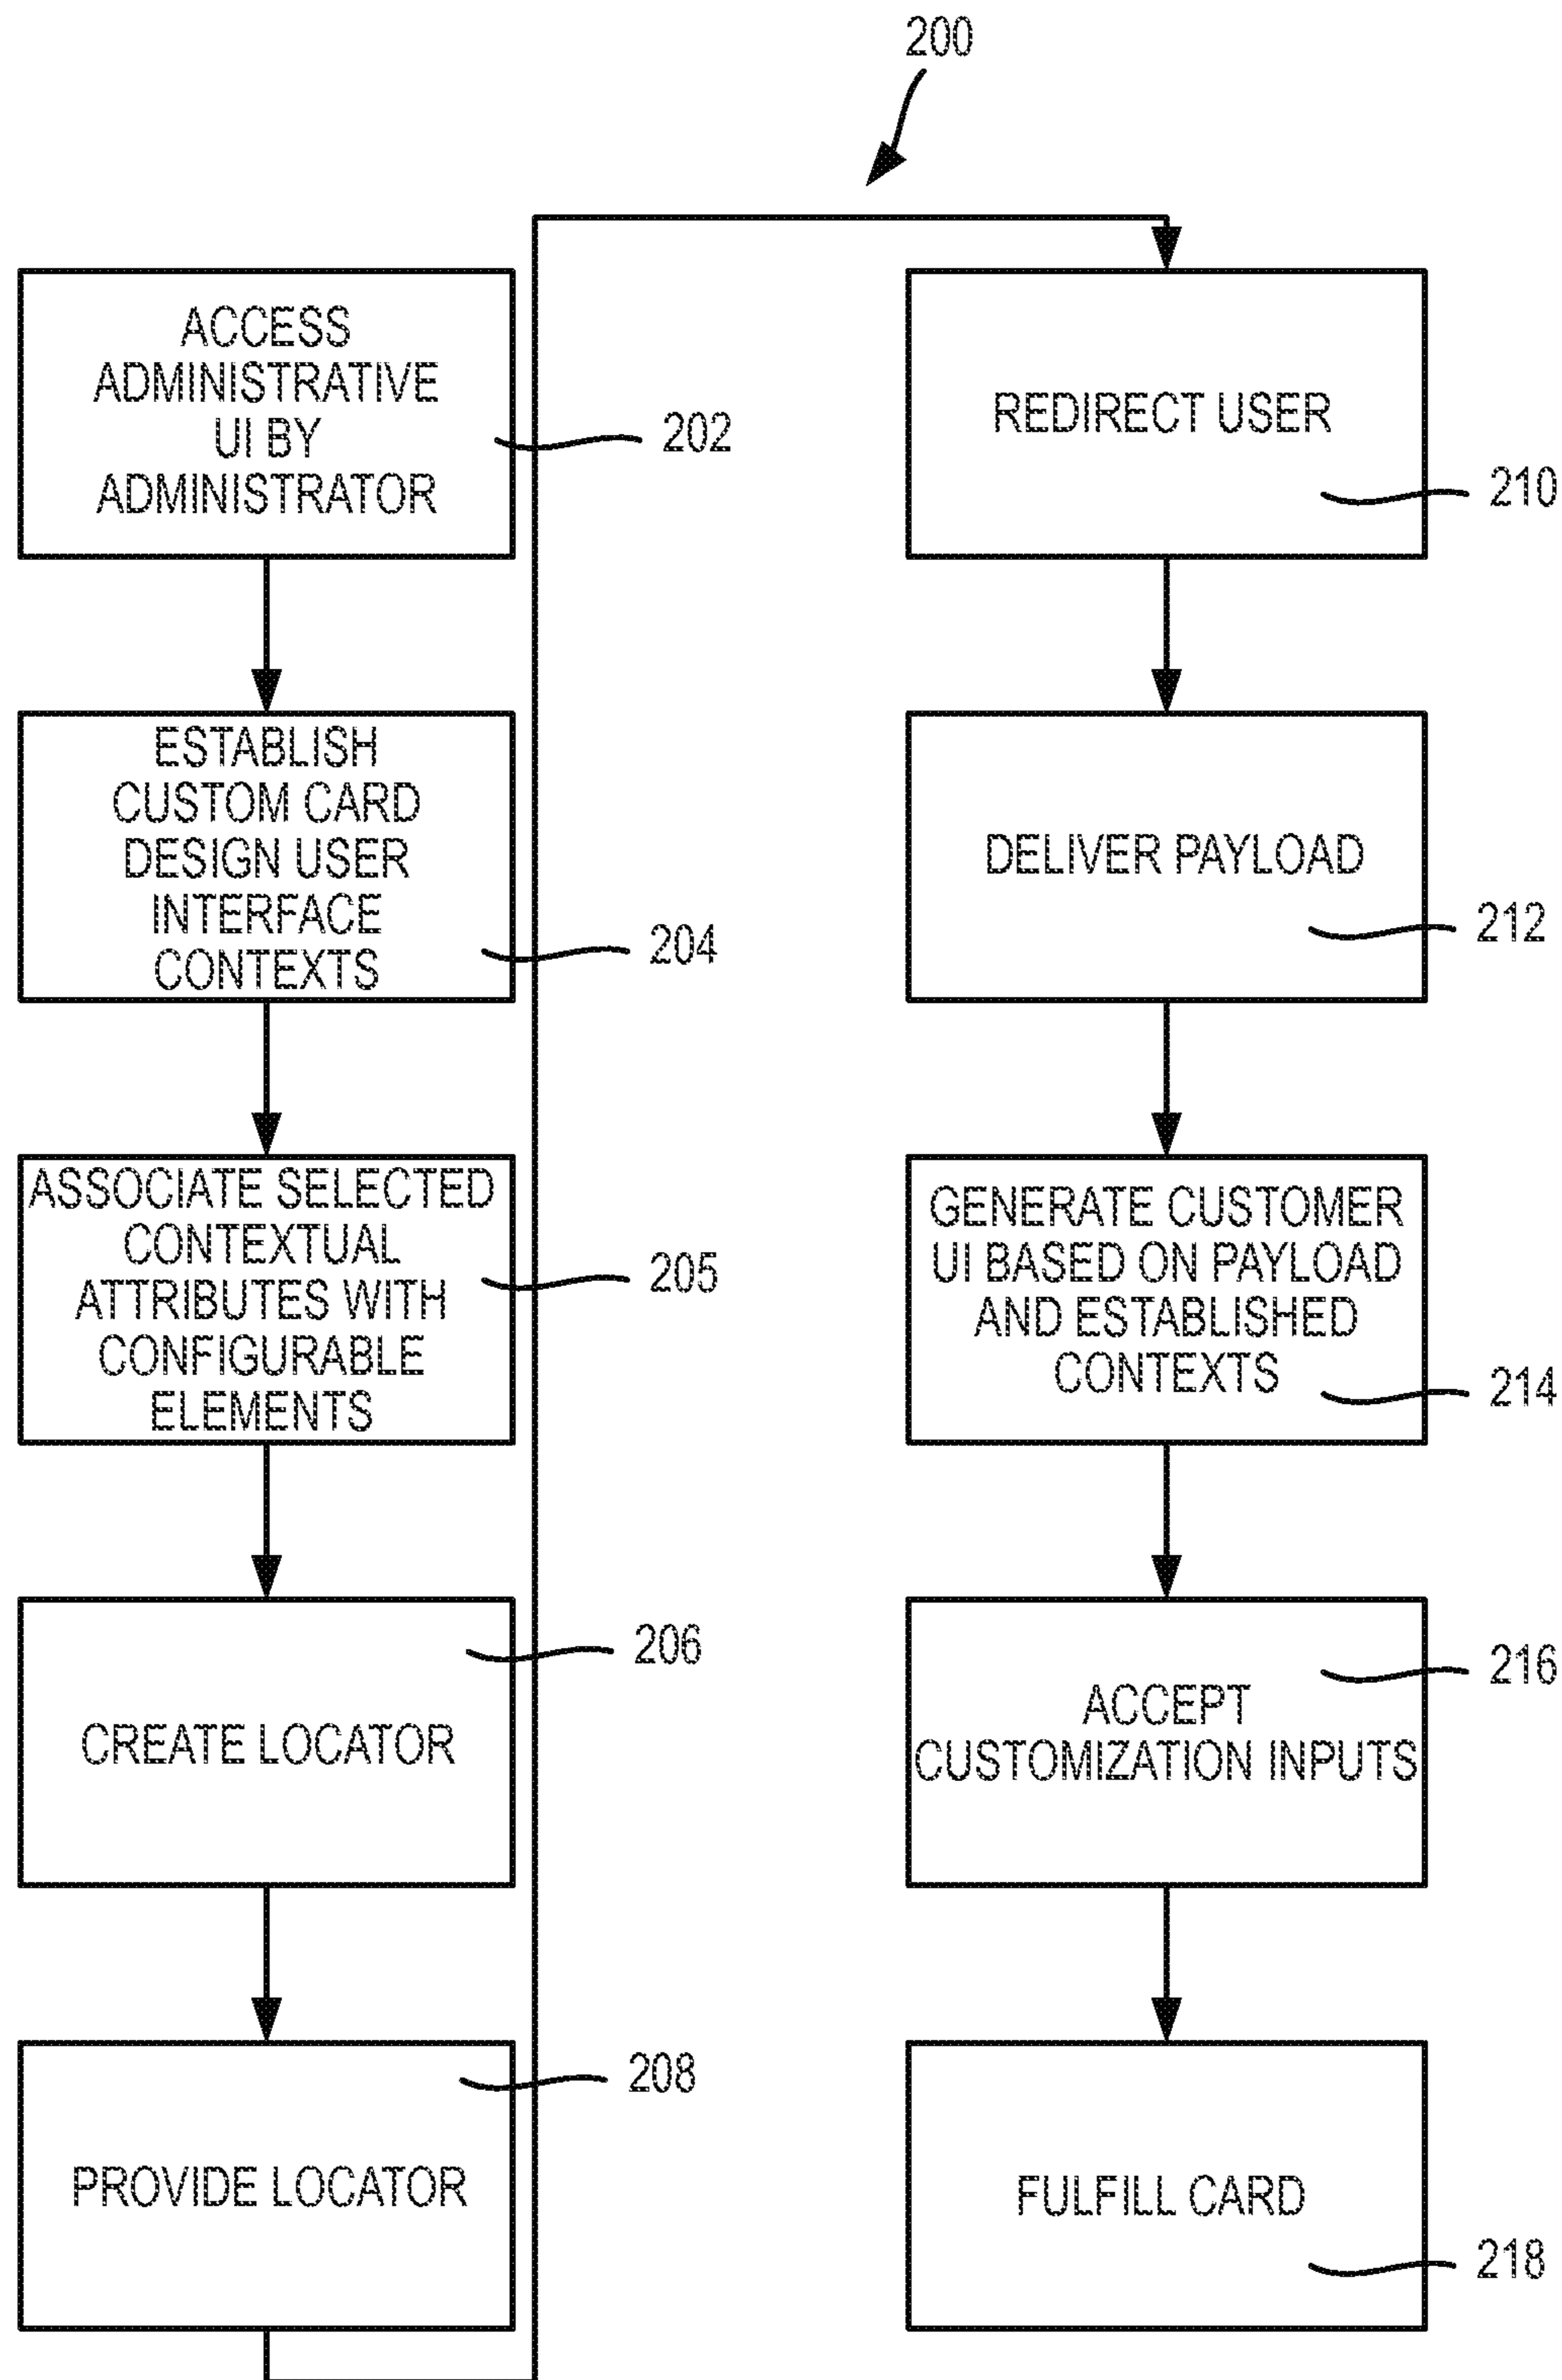 200
ACCESS
ADMINISTRATIVE
UI BY
ADMINISTRATOR
202
ESTABLISH
CUSTOM CARD
DESIGN USER
INTERFACE
CONTEXTS
204
ASSOCIATE SELECTED
CONTEXTUAL
ATTRIBUTES WITH
CONFIGURABLE
ELEMENTS
205
206
CREATE LOCATOR
208
PROVIDE LOCATOR
REDIRECT USER
210
DELIVER PAYLOAD
212
GENERATE CUSTOMER
UI BASED ON PAYLOAD
AND ESTABLISHED
CONTEXTS
214
216
ACCEPT
CUSTOMIZATION INPUTS
FULFILL CARD
218